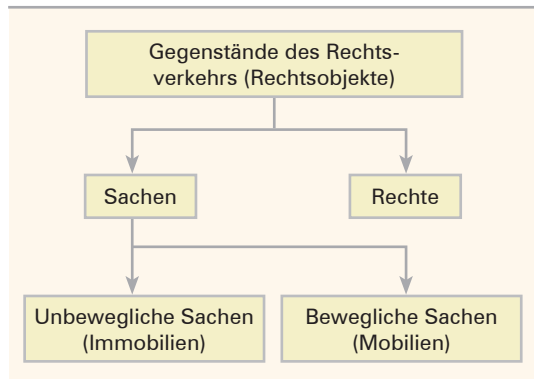 Gegenstände des Rechts-
verkehrs (Rechtsobjekte)
Sachen
Rechte
Unbewegliche Sachen
(Immobilien)
Bewegliche Sachen
(Mobilien)